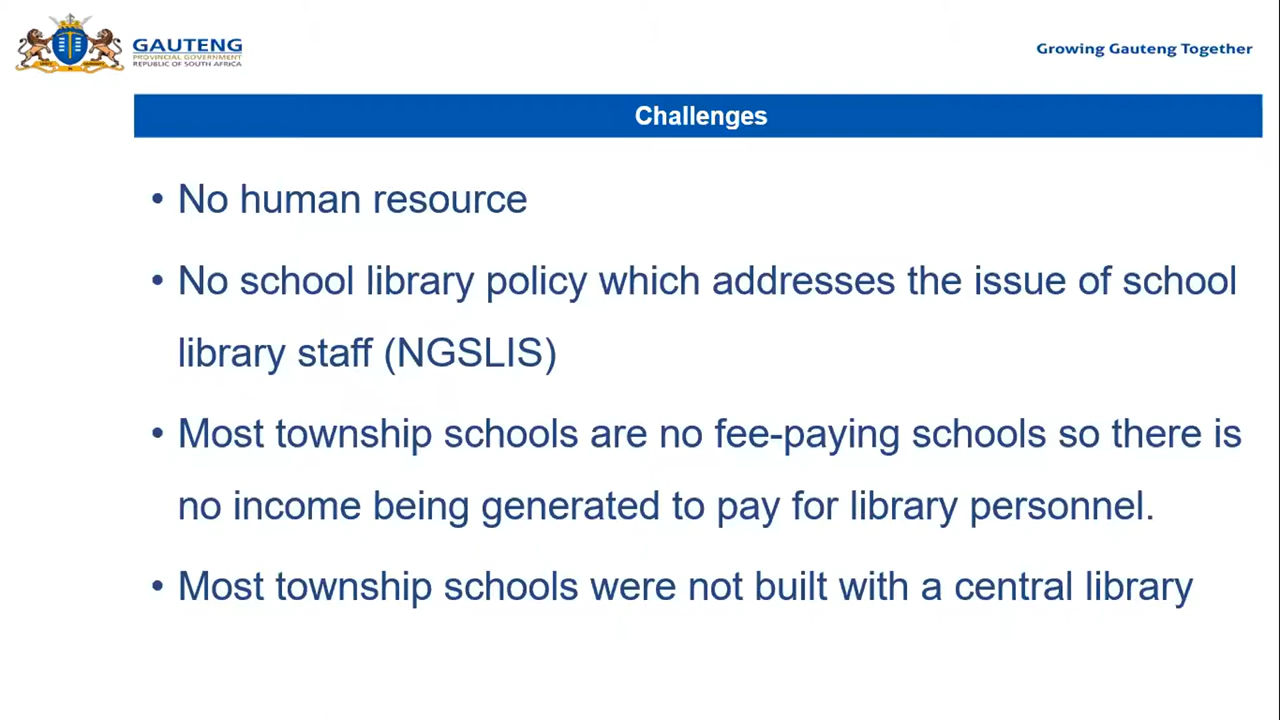 GAUTENG
PROVINCIAL GOVERNMENT
REPUBLIC OF SOUTH AFRICA
Growing Gauteng Together
Challenges
• No human resource
• No school library policy which addresses the issue of school
library staff (NGSLIS)
• Most township schools are no fee-paying schools so there is
no income being generated to pay for library personnel.
• Most township schools were not built with a central library